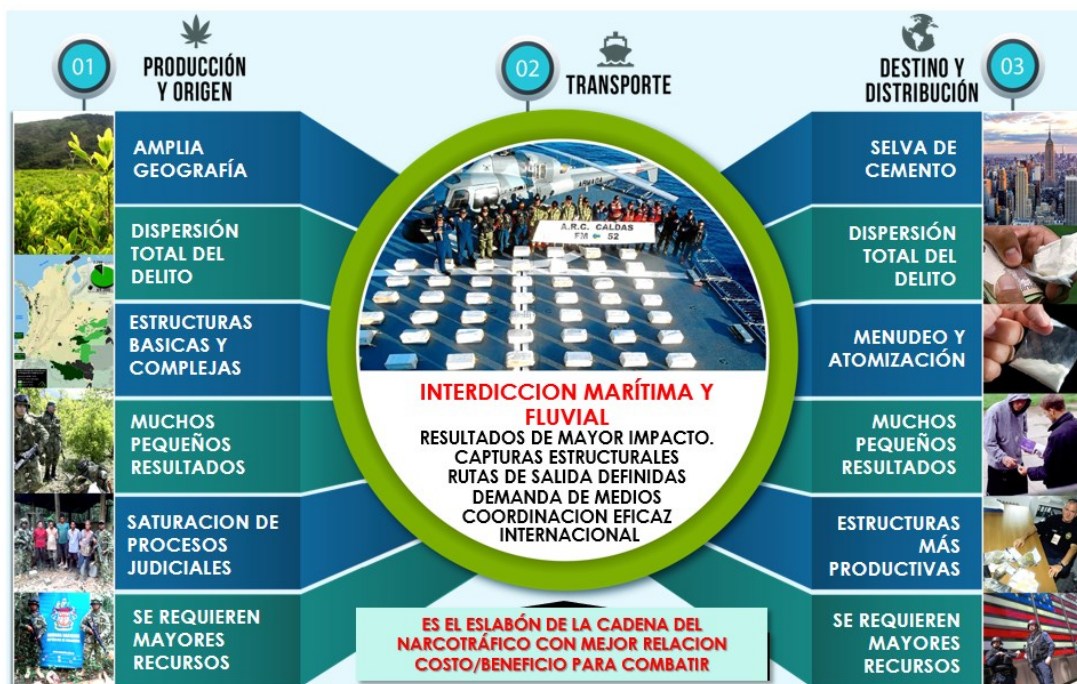 01
PRODUCCIÓN
Y ORIGEN
AMPLIA
GEOGRAFÍA
DISPERSIÓN
TOTAL DEL
DELITO
ESTRUCTURAS
BASICAS Y
COMPLEJAS
MUCHOS
PEQUEÑOS
RESULTADOS
SATURACION DE
PROCESOS
JUDICIALES
SE REQUIEREN
MAYORES
RECURSOS
02
TRANSPORTE
A.R.C. CALDAS
FM 52
INTERDICCION MARÍTIMA Y
FLUVIAL
RESULTADOS DE MAYOR IMPACTO.
CAPTURAS ESTRUCTURALES
RUTAS DE SALIDA DEFINIDAS
DEMANDA DE MEDIOS
COORDINACION EFICAZ
INTERNACIONAL
ES EL ESLABÓN DE LA CADENA DEL
NARCOTRÁFICO CON MEJOR RELACION
COSTO/BENEFICIO PARA COMBATIR
DESTINO Y
DISTRIBUCIÓN
03
SELVA DE
CEMENTO
DISPERSIÓN
TOTAL DEL
DELITO
MENUDEO Y
ATOMIZACIÓN
MUCHOS
PEQUEÑOS
RESULTADOS
ESTRUCTURAS
MÁS
PRODUCTIVAS
SE REQUIEREN
MAYORES
RECURSOS